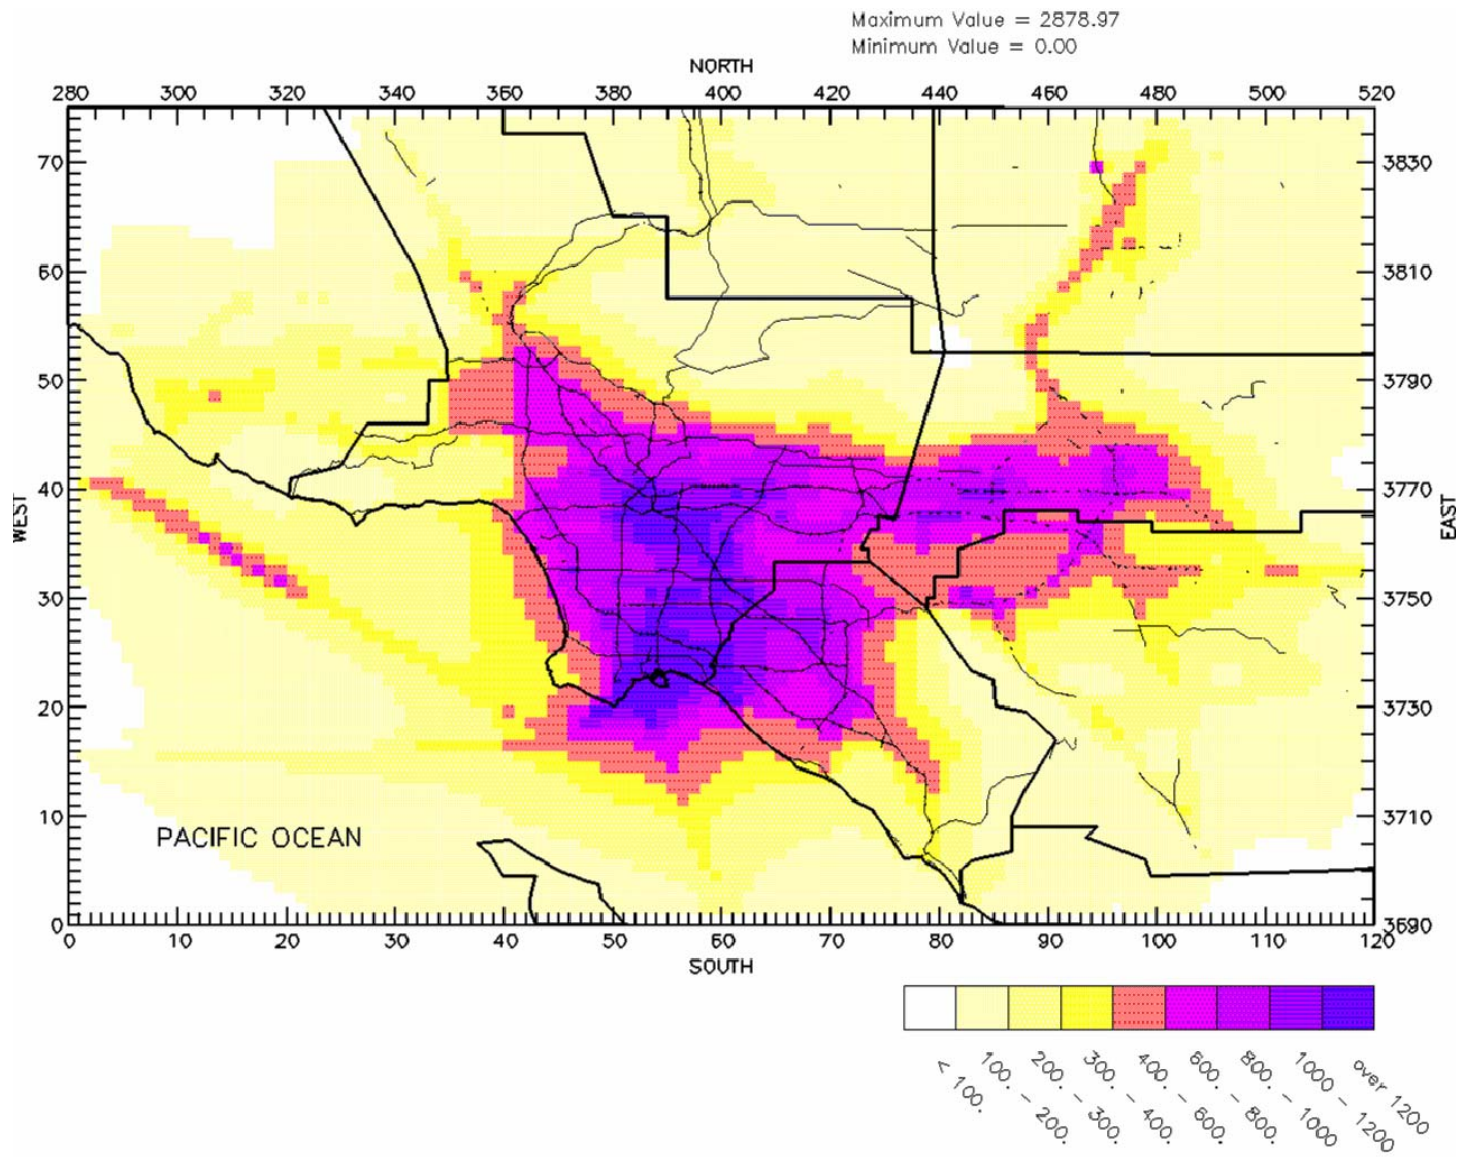 Maximum Value = 2878.97
Minimum Value = 0.00
NORTH
280 300 320 340 360 380 400 420 440 460 480 500 520
70 3830
60 3810
50 3790
40 3770
WEST
EAST
30 3750
20 3730
10 3710
PACIFIC OCEAN
0 3690
0 10 20 30 40 50 60 70 80 90 100 110 120
SOUTH
< 100.
100. - 200.
200. - 300.
300. - 400.
400. - 600.
600. - 800.
800. - 1000
1000 - 1200
over 1200